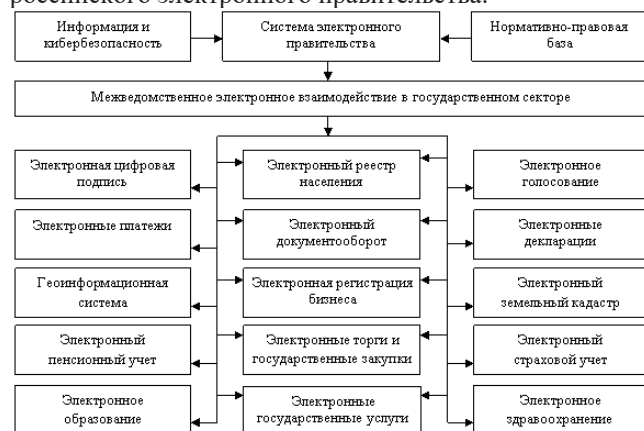 российского электронного правительства.
Информация и
кибербезопасность
Система электронного
правительства
Нормативно-правовая
база
Межведомственное электронное взаимодействие в государственном секторе
Электронная цифровая
подпись
Электронный реестр
населения
Электронное
голосование
Электронные платежи
Электронный
документооборот
Электронные
декларации
Геоинформационная
система
Электронная регистрация
бизнеса
Электронный
земельный кадастр
Электронный
пенсионный учет
Электронные торги и
государственные закупки
Электронный
страховой учет
Электронное
образование
Электронные
государственные услуги
Электронное
здравоохранение